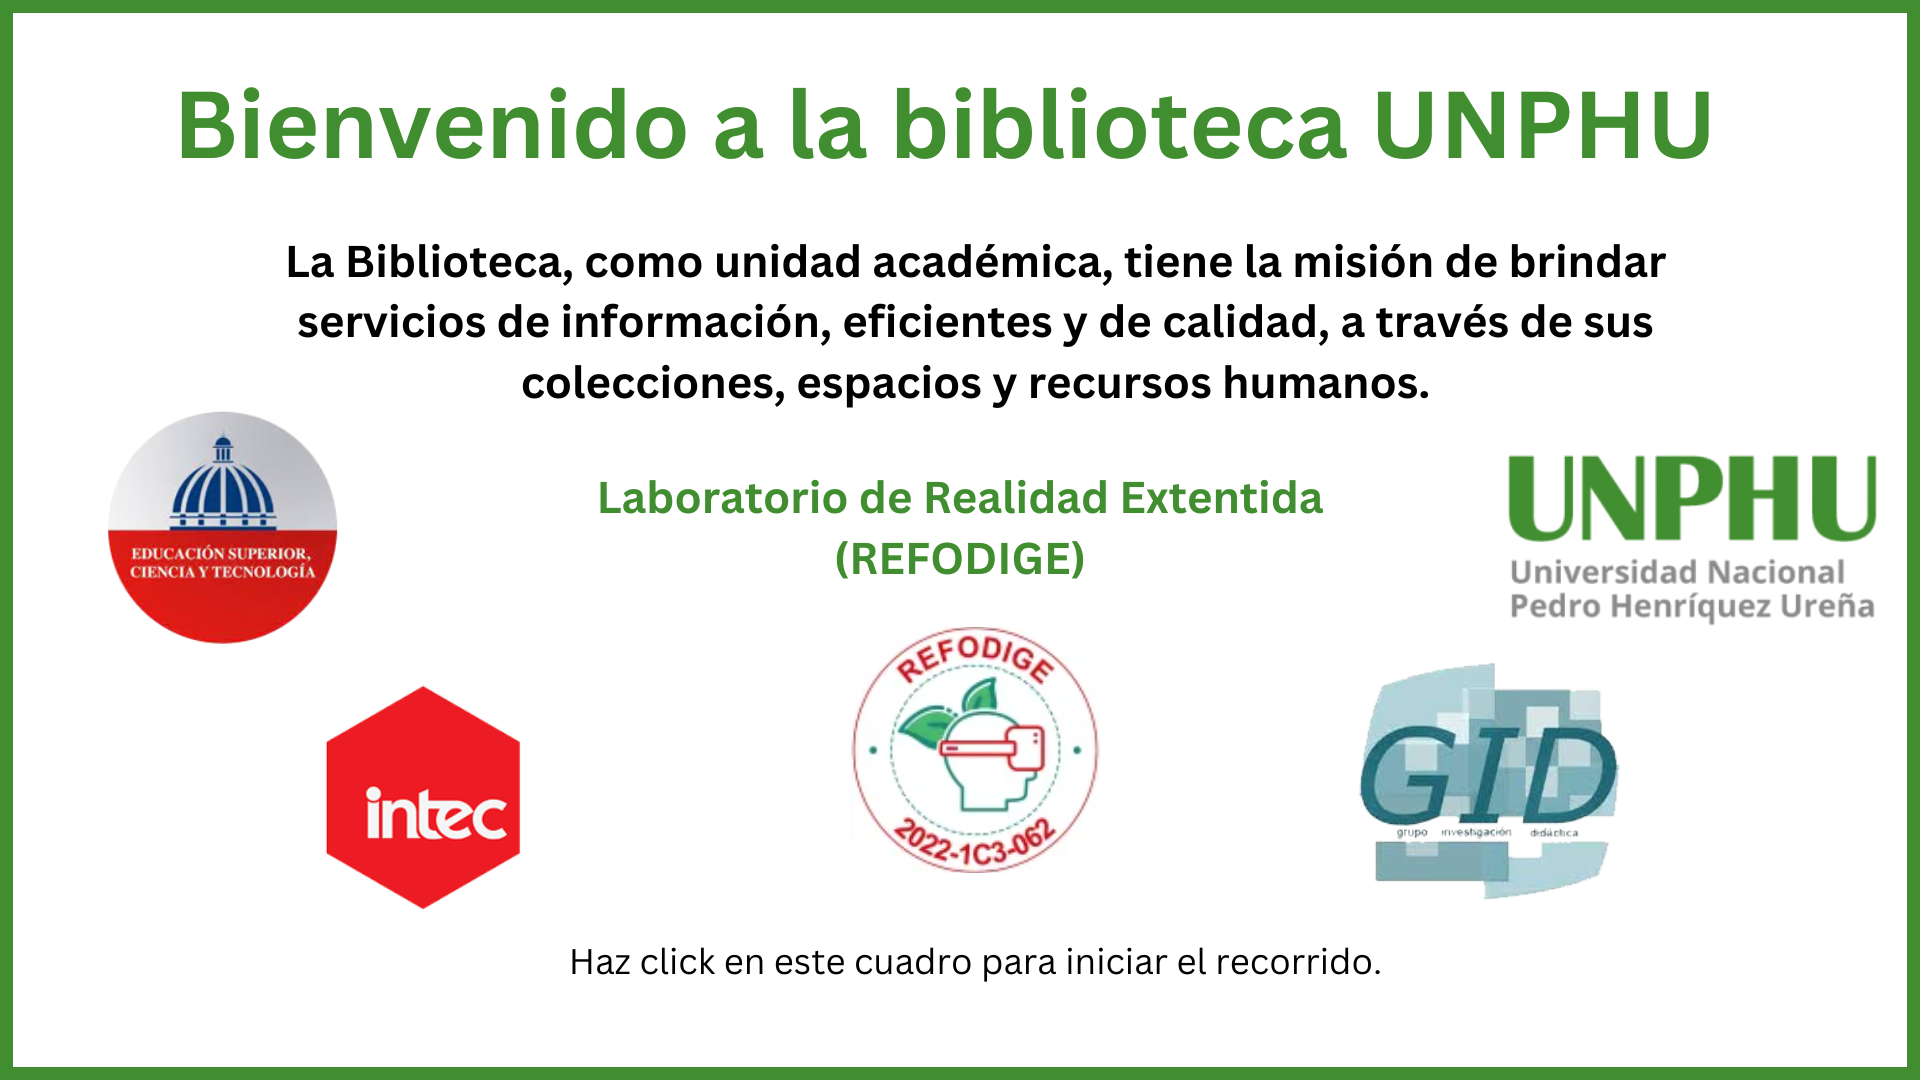 Bienvenido a la biblioteca UNPHU
La Biblioteca, como unidad académica, tiene la misión de brindar
servicios de información, eficientes y de calidad, a través de sus
colecciones, espacios y recursos humanos.
EDUCACIÓN SUPERIOR,
CIENCIA Y TECNOLOGÍA
Laboratorio de Realidad Extentida
(REFODIGE)
UNPHU
Universidad Nacional
Pedro Henríquez Ureña
intec
REFODIGE
2022-1C3-062
GID
grupo investigación didáctica
Haz click en este cuadro para iniciar el recorrido.